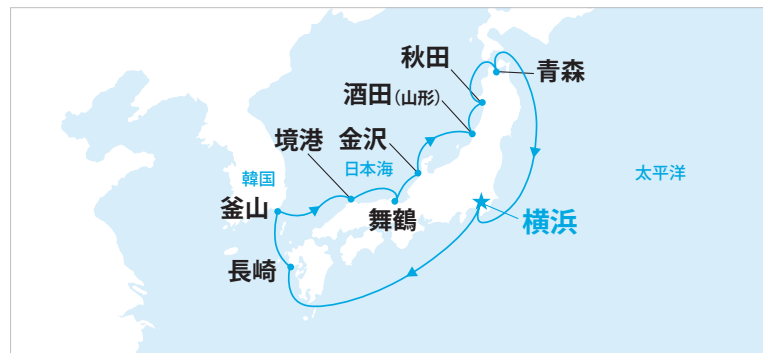 秋田
青森
酒田(山形)
境港
金沢
日本海
韓国
太平洋
釜山
舞鶴
横浜
長崎